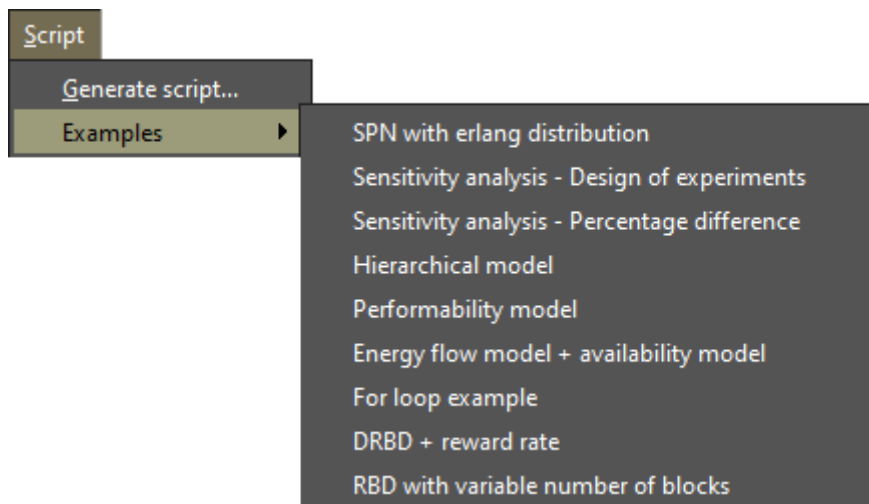 Script
Generate script...
Examples
SPN with erlang distribution
Sensitivity analysis - Design of experiments
Sensitivity analysis - Percentage difference
Hierarchical model
Performability model
Energy flow model + availability model
For loop example
DRBD + reward rate
RBD with variable number of blocks